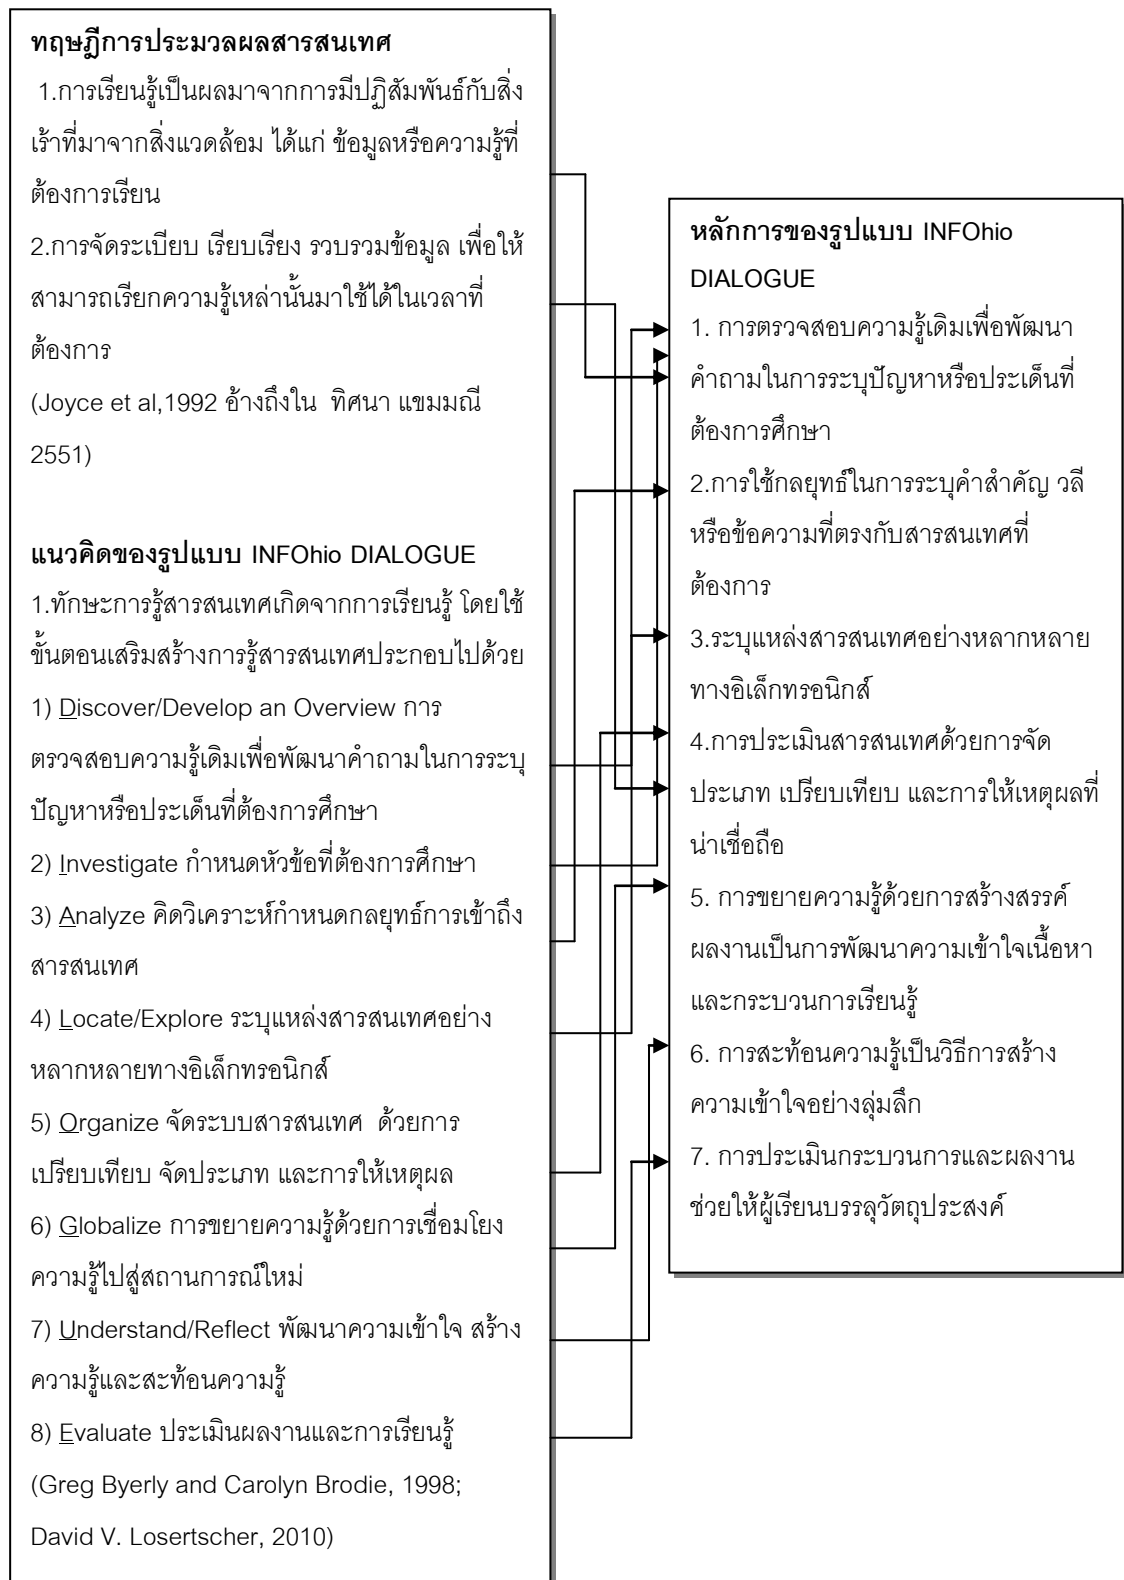 ทฤษฎีการประมวลผลสารสนเทศ
1.การเรียนรู้เป็นผลมาจากการมีปฏิสัมพันธ์กับสิ่ง
เร้าที่มาจากสิ่งแวดล้อม ได้แก่ ข้อมูลหรือความรู้ที่
ต้องการเรียน
2.การจัดระเบียบ เรียบเรียง รวบรวมข้อมูล เพื่อให้
สามารถเรียกความรู้เหล่านั้นมาใช้ได้ในเวลาที่
ต้องการ
(Joyce et al,1992 อ้างถึงใน ทิศนา แขมมณี
2551)
แนวคิดของรูปแบบ INFOhio DIALOGUE
1.ทักษะการรู้สารสนเทศเกิดจากการเรียนรู้ โดยใช้
ขั้นตอนเสริมสร้างการรู้สารสนเทศประกอบไปด้วย
1) Discover/Develop an Overview การ
ตรวจสอบความรู้เดิมเพื่อพัฒนาคำถามในการระบุ
ปัญหาหรือประเด็นที่ต้องการศึกษา
2) Investigate กำหนดหัวข้อที่ต้องการศึกษา
3) Analyze คิดวิเคราะห์กำหนดกลยุทธ์การเข้าถึง
สารสนเทศ
4) Locate/Explore ระบุแหล่งสารสนเทศอย่าง
หลากหลายทางอิเล็กทรอนิกส์
5) Organize จัดระบบสารสนเทศ ด้วยการ
เปรียบเทียบ จัดประเภท และการให้เหตุผล
6) Globalize การขยายความรู้ด้วยการเชื่อมโยง
ความรู้ไปสู่สถานการณ์ใหม่
7) Understand/Reflect พัฒนาความเข้าใจ สร้าง
ความรู้และสะท้อนความรู้
8) Evaluate ประเมินผลงานและการเรียนรู้
(Greg Byerly and Carolyn Brodie, 1998;
David V. Losertscher, 2010)
หลักการของรูปแบบ INFOhio
DIALOGUE
1. การตรวจสอบความรู้เดิมเพื่อพัฒนา
คำถามในการระบุปัญหาหรือประเด็นที่
ต้องการศึกษา
2.การใช้กลยุทธ์ในการระบุคำสำคัญ วลี
หรือข้อความที่ตรงกับสารสนเทศที่
ต้องการ
3.ระบุแหล่งสารสนเทศอย่างหลากหลาย
ทางอิเล็กทรอนิกส์
4.การประเมินสารสนเทศด้วยการจัด
ประเภท เปรียบเทียบ และการให้เหตุผลที่
น่าเชื่อถือ
5. การขยายความรู้ด้วยการสร้างสรรค์
ผลงานเป็นการพัฒนาความเข้าใจเนื้อหา
และกระบวนการเรียนรู้
6. การสะท้อนความรู้เป็นวิธีการสร้าง
ความเข้าใจอย่างลุ่มลึก
7. การประเมินกระบวนการและผลงาน
ช่วยให้ผู้เรียนบรรลุวัตถุประสงค์